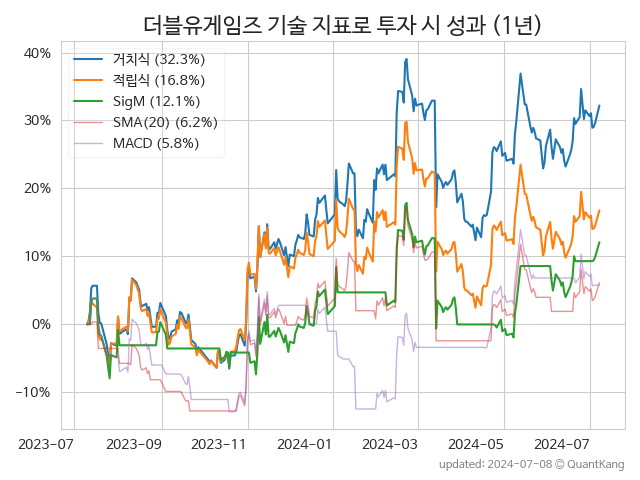 더블유게임즈 기술 지표로 투자 시 성과 (1년)
거치식 (32.3%)
적립식 (16.8%)
SigM (12.1%)
SMA(20) (6.2%)
MACD (5.8%)
40%
30%
20%
10%
0%
−10%
2023-07 2023-09 2023-11 2024-01 2024-03 2024-05 2024-07
updated: 2024-07-08 © QuantKang